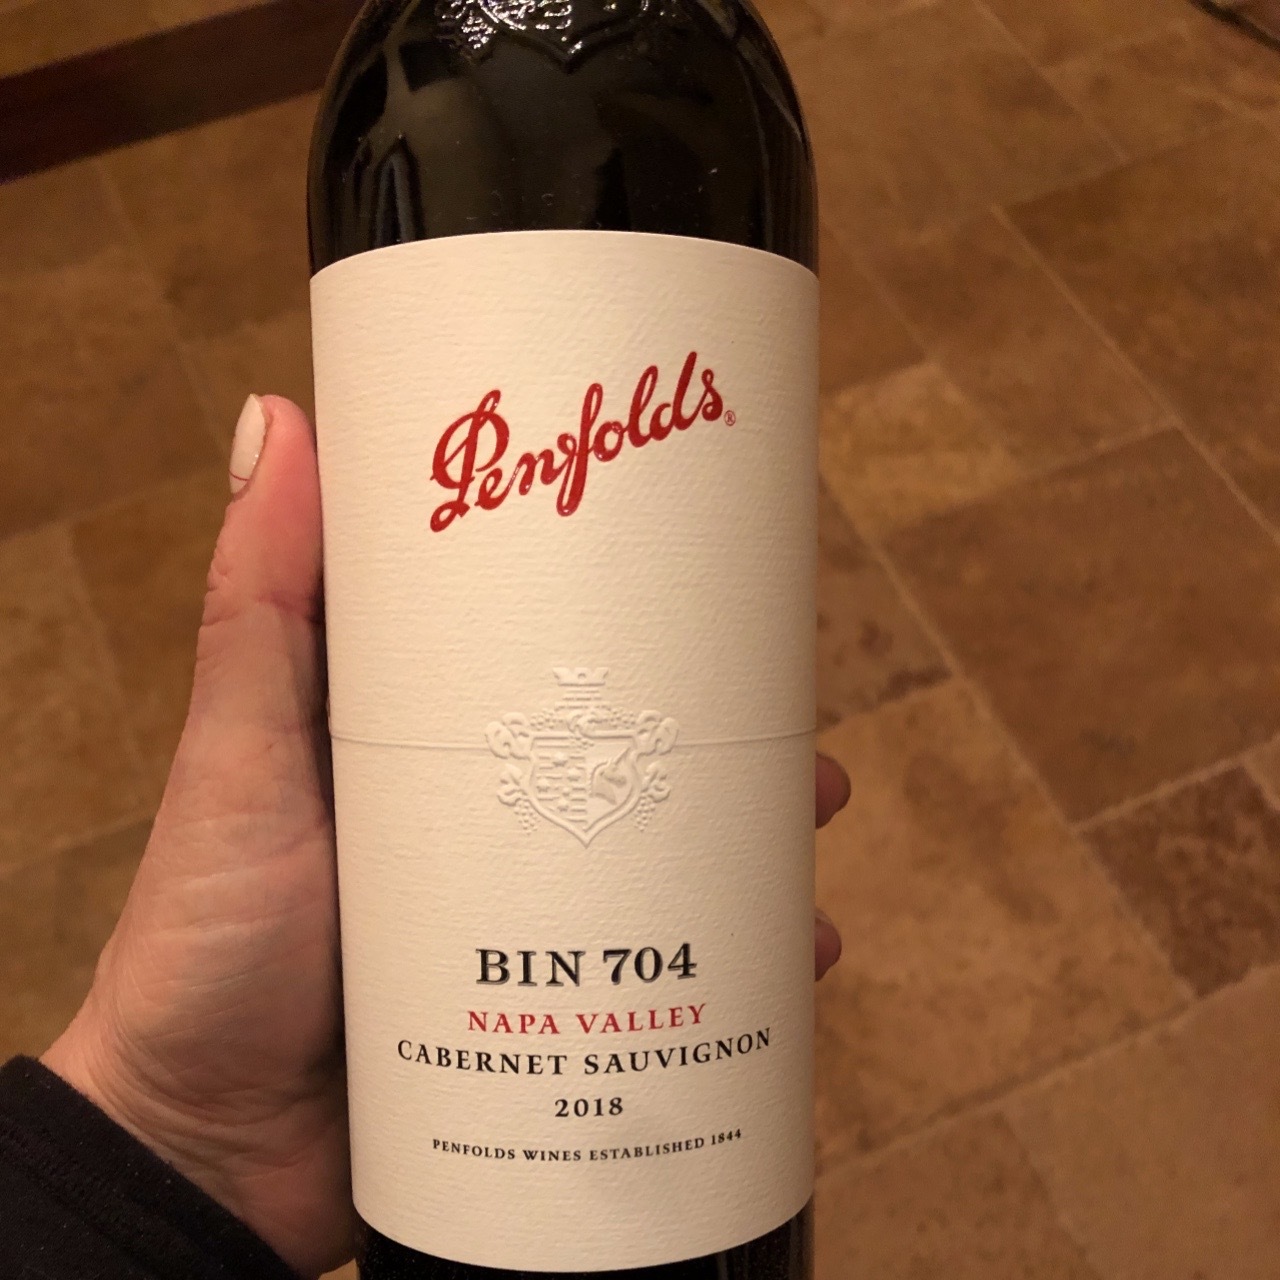 Penfolds®
BIN 704
NAPA VALLEY
CABERNET SAUVIGNON
2018
PENFOLDS WINES ESTABLISHED 1844